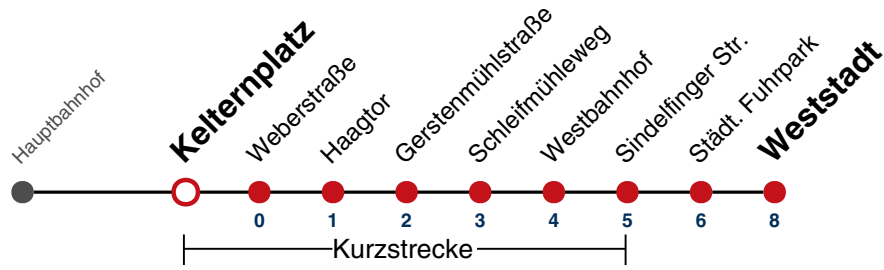 Hauptbahnhof
Kelternplatz
Weberstraße
Haagtor
Gerstenmühlstraße
Schleifmühleweg
Westbahnhof
Sindelfinger Str.
Städt. Fuhrpark
Weststadt
0 1 2 3 4 5 6 8
Kurzstrecke